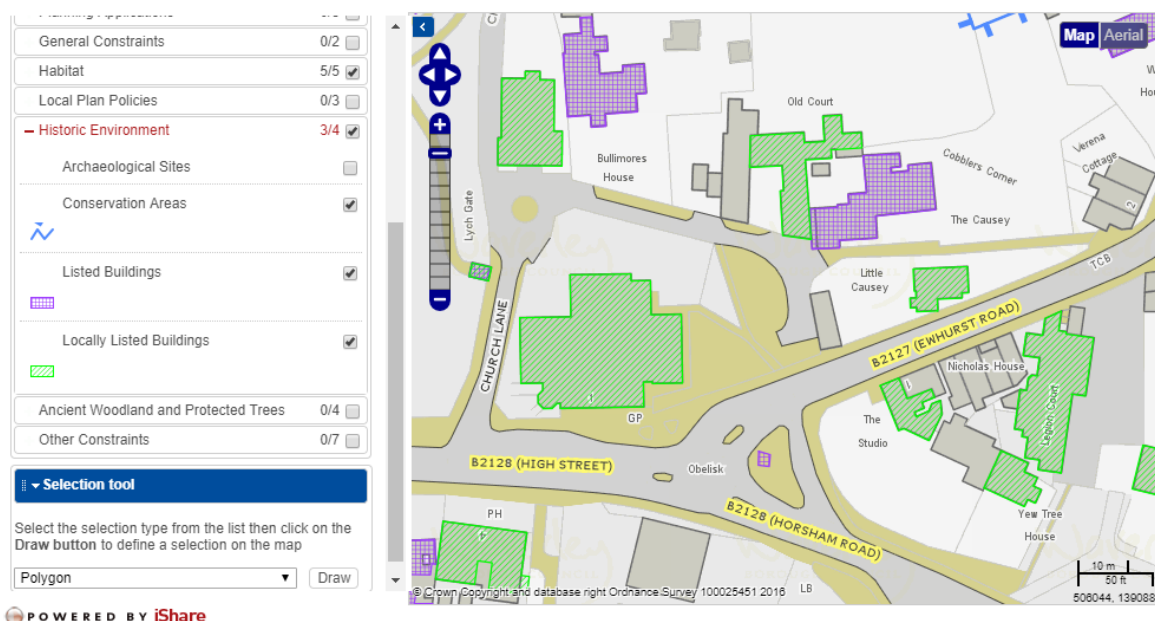 Planning Applications
General Constraints 0/2
Habitat 5/5
Local Plan Policies 0/3
Historic Environment 3/4
Archaeological Sites
Conservation Areas
Listed Buildings
Locally Listed Buildings
Ancient Woodland and Protected Trees 0/4
Other Constraints 0/7
Selection tool
Select the selection type from the list then click on the
Draw button to define a selection on the map
Polygon Draw
POWERED BY iShare
Map Aerial
Old Court
Bullimores
House
Cobblers Corner
Verena
Cottage
2
The Causey
Lych Gate
Little
Causey
TCB
CHURCH LANE
B2127 (EWHURST ROAD)
Nicholas House
1
GP
The
Studio
Legion Court
B2128 (HIGH STREET)
Obelisk
B2128 (HORSHAM ROAD)
Yew Tree
House
PH
LB
10 m
50 ft
© Crown Copyright and database right Ordnance Survey 100025451 2016
506044, 139088